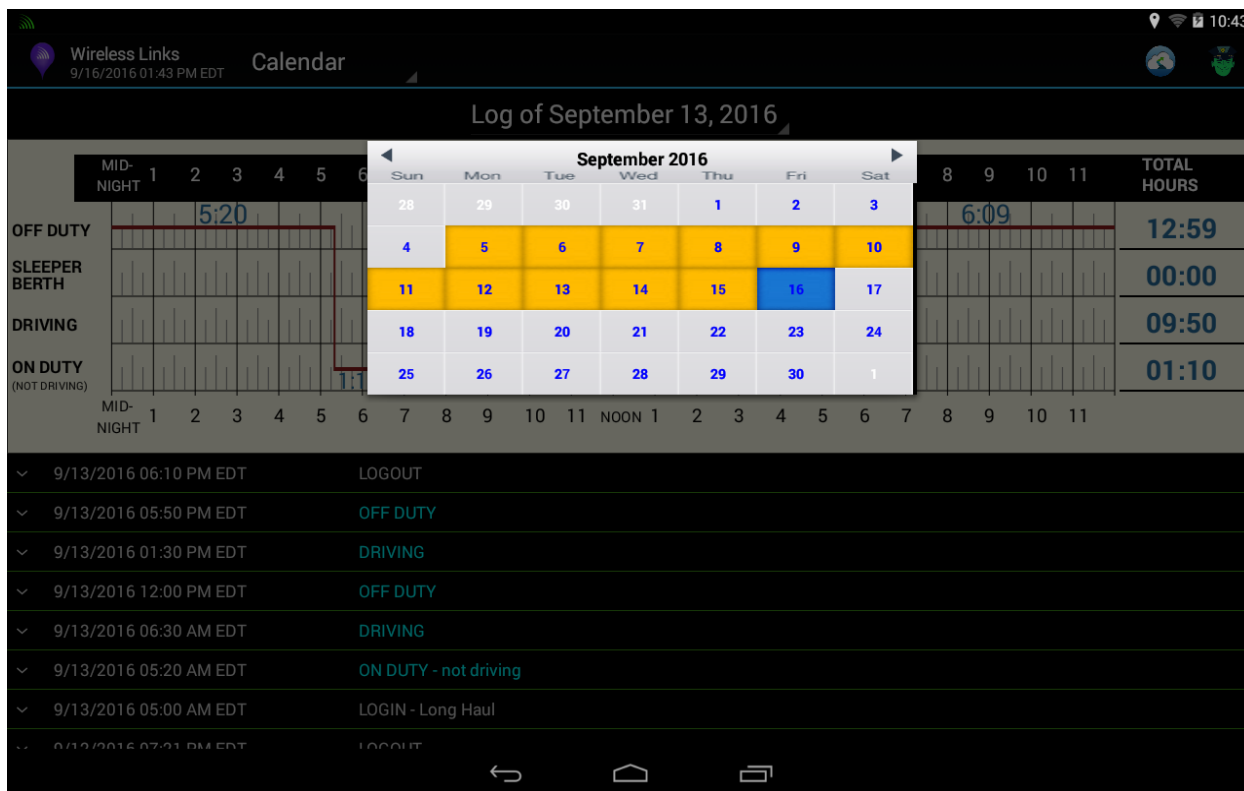 10:43
Wireless Links
9/16/2016 01:43 PM EDT
Calendar
Log of September 13, 2016
September 2016
Sun Mon Tue Wed Thu Fri Sat
28 29 30 31 1 2 3
4 5 6 7 8 9 10
11 12 13 14 15 16 17
18 19 20 21 22 23 24
25 26 27 28 29 30 1
MID-NIGHT 1 2 3 4 5 6 8 9 10 11 TOTAL HOURS
OFF DUTY 5:20 6:09 12:59
SLEEPER BERTH 00:00
DRIVING 09:50
ON DUTY (NOT DRIVING) 01:10
MID-NIGHT 1 2 3 4 5 6 7 8 9 10 11 NOON 1 2 3 4 5 6 7 8 9 10 11
9/13/2016 06:10 PM EDT LOGOUT
9/13/2016 05:50 PM EDT OFF DUTY
9/13/2016 01:30 PM EDT DRIVING
9/13/2016 12:00 PM EDT OFF DUTY
9/13/2016 06:30 AM EDT DRIVING
9/13/2016 05:20 AM EDT ON DUTY - not driving
9/13/2016 05:00 AM EDT LOGIN - Long Haul
9/12/2016 07:21 PM EDT LOGOUT